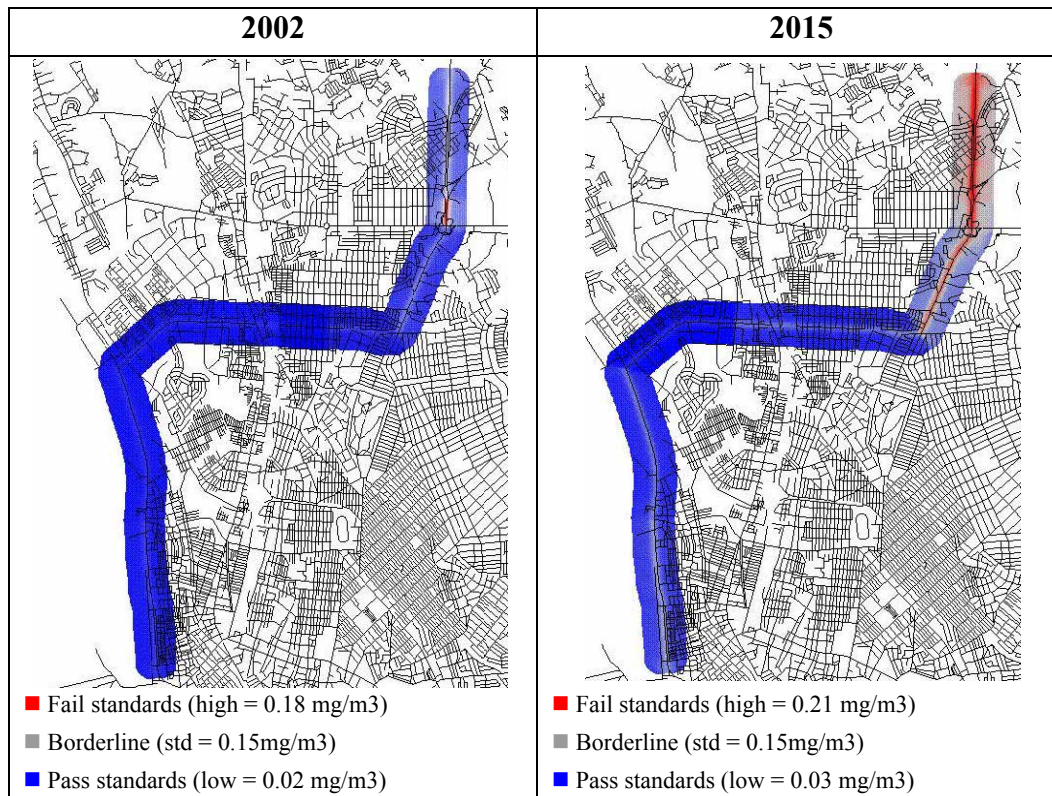 2002
2015
Fail standards (high = 0.18 mg/m3)
Borderline (std = 0.15mg/m3)
Pass standards (low = 0.02 mg/m3)
Fail standards (high = 0.21 mg/m3)
Borderline (std = 0.15mg/m3)
Pass standards (low = 0.03 mg/m3)